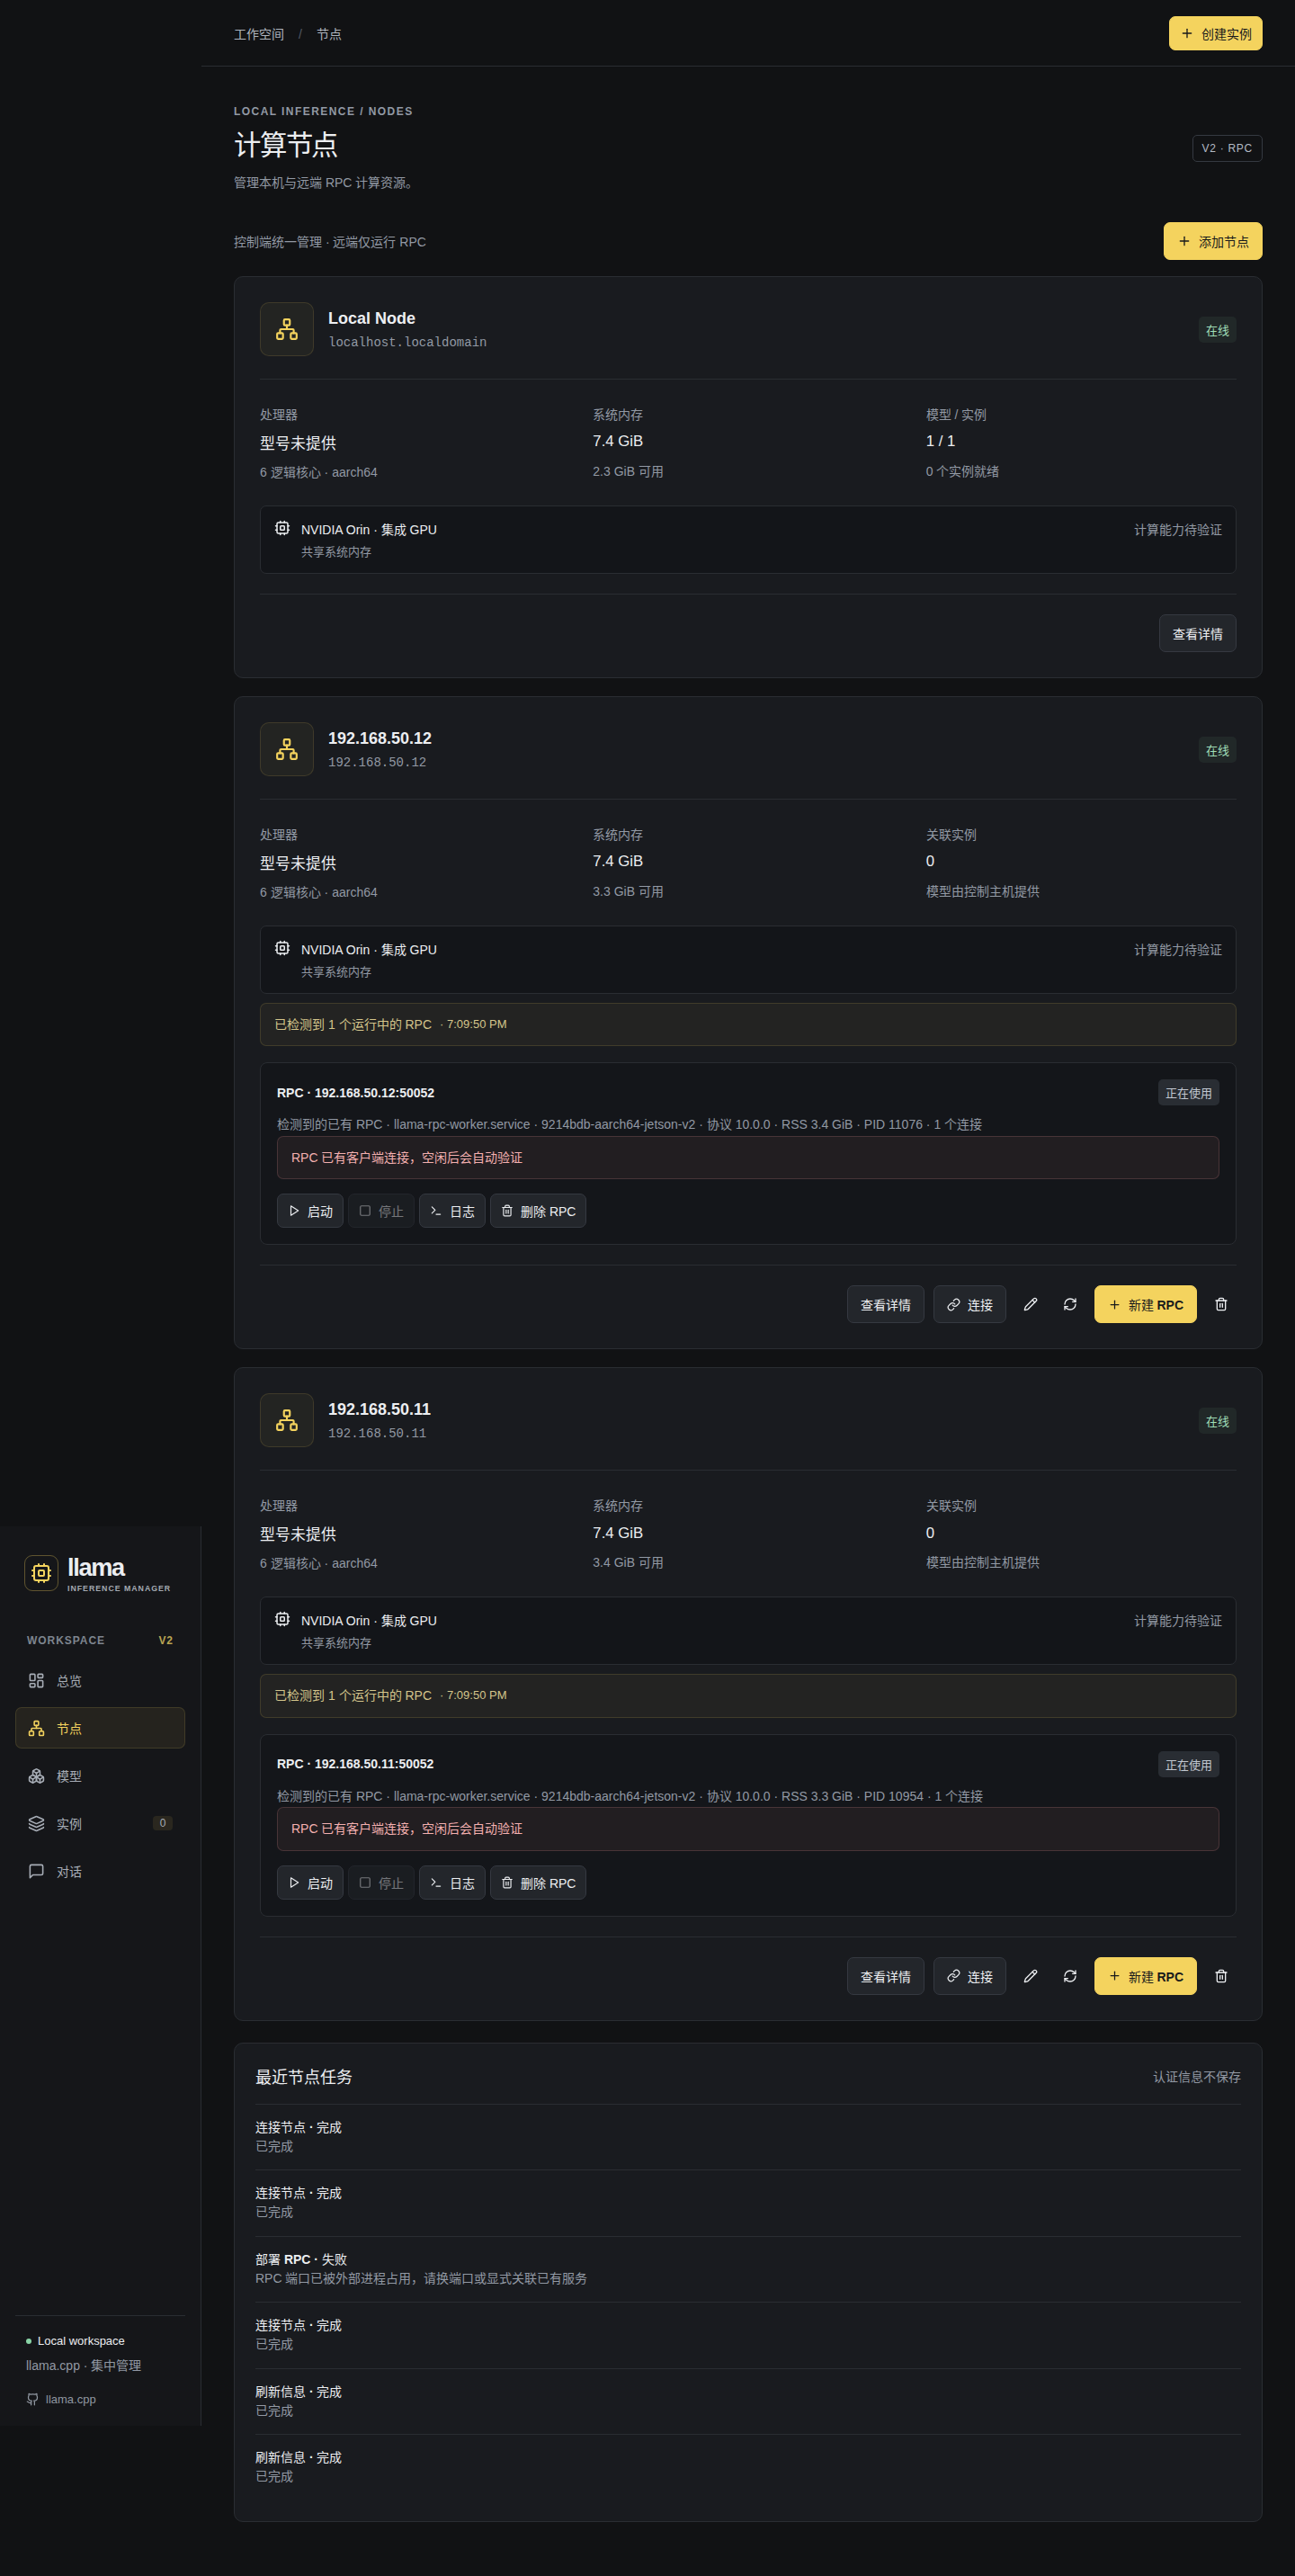 工作空间 / 节点
创建实例
LOCAL INFERENCE / NODES
计算节点
V2 · RPC
管理本机与远端 RPC 计算资源。
控制端统一管理 · 远端仅运行 RPC
添加节点
Local Node
localhost.localdomain
在线
处理器 系统内存 模型 / 实例
型号未提供 7.4 GiB 1 / 1
6 逻辑核心 · aarch64 2.3 GiB 可用 0 个实例就绪
NVIDIA Orin · 集成 GPU 计算能力待验证
共享系统内存
查看详情
192.168.50.12
192.168.50.12
在线
处理器 系统内存 关联实例
型号未提供 7.4 GiB 0
6 逻辑核心 · aarch64 3.3 GiB 可用 模型由控制主机提供
NVIDIA Orin · 集成 GPU 计算能力待验证
共享系统内存
已检测到 1 个运行中的 RPC · 7:09:50 PM
RPC · 192.168.50.12:50052 正在使用
检测到的已有 RPC · llama-rpc-worker.service · 9214bdb-aarch64-jetson-v2 · 协议 10.0.0 · RSS 3.4 GiB · PID 11076 · 1 个连接
RPC 已有客户端连接，空闲后会自动验证
启动 停止 日志 删除 RPC
查看详情 连接 新建 RPC
192.168.50.11
192.168.50.11
在线
处理器 系统内存 关联实例
型号未提供 7.4 GiB 0
6 逻辑核心 · aarch64 3.4 GiB 可用 模型由控制主机提供
NVIDIA Orin · 集成 GPU 计算能力待验证
共享系统内存
已检测到 1 个运行中的 RPC · 7:09:50 PM
RPC · 192.168.50.11:50052 正在使用
检测到的已有 RPC · llama-rpc-worker.service · 9214bdb-aarch64-jetson-v2 · 协议 10.0.0 · RSS 3.3 GiB · PID 10954 · 1 个连接
RPC 已有客户端连接，空闲后会自动验证
启动 停止 日志 删除 RPC
查看详情 连接 新建 RPC
最近节点任务 认证信息不保存
连接节点 · 完成
已完成
连接节点 · 完成
已完成
部署 RPC · 失败
RPC 端口已被外部进程占用，请换端口或显式关联已有服务
连接节点 · 完成
已完成
刷新信息 · 完成
已完成
刷新信息 · 完成
已完成
llama
INFERENCE MANAGER
WORKSPACE V2
总览
节点
模型
实例 0
对话
Local workspace
llama.cpp · 集中管理
llama.cpp